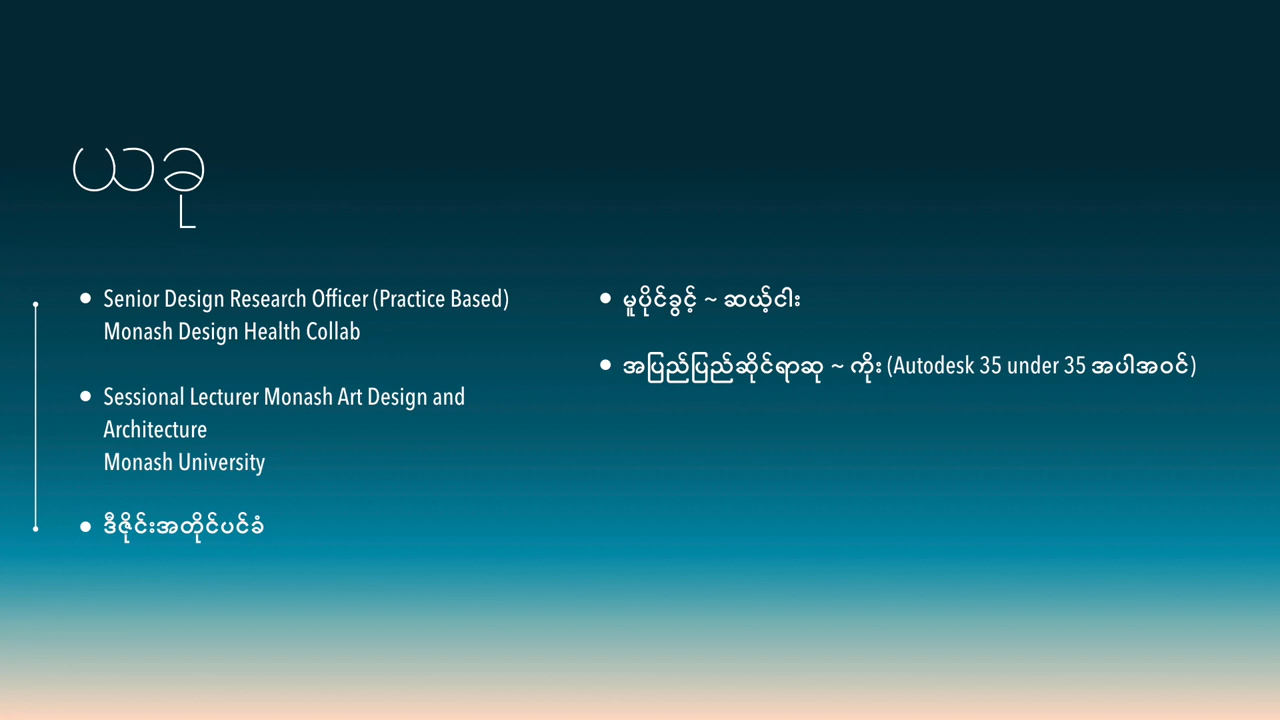 ယာခု
Senior Design Research Officer (Practice Based)
Monash Design Health Collab
Sessional Lecturer Monash Art Design and
Architecture
Monash University
ဒီဇိုင်းအတိုင်ပင်ခံ
မူပိုင်ခွင့် ~ ဆယ့်ငါး
အပြည်ပြည်ဆိုင်ရာဆု ~ ကိုး (Autodesk 35 under 35 အပါအဝင်)